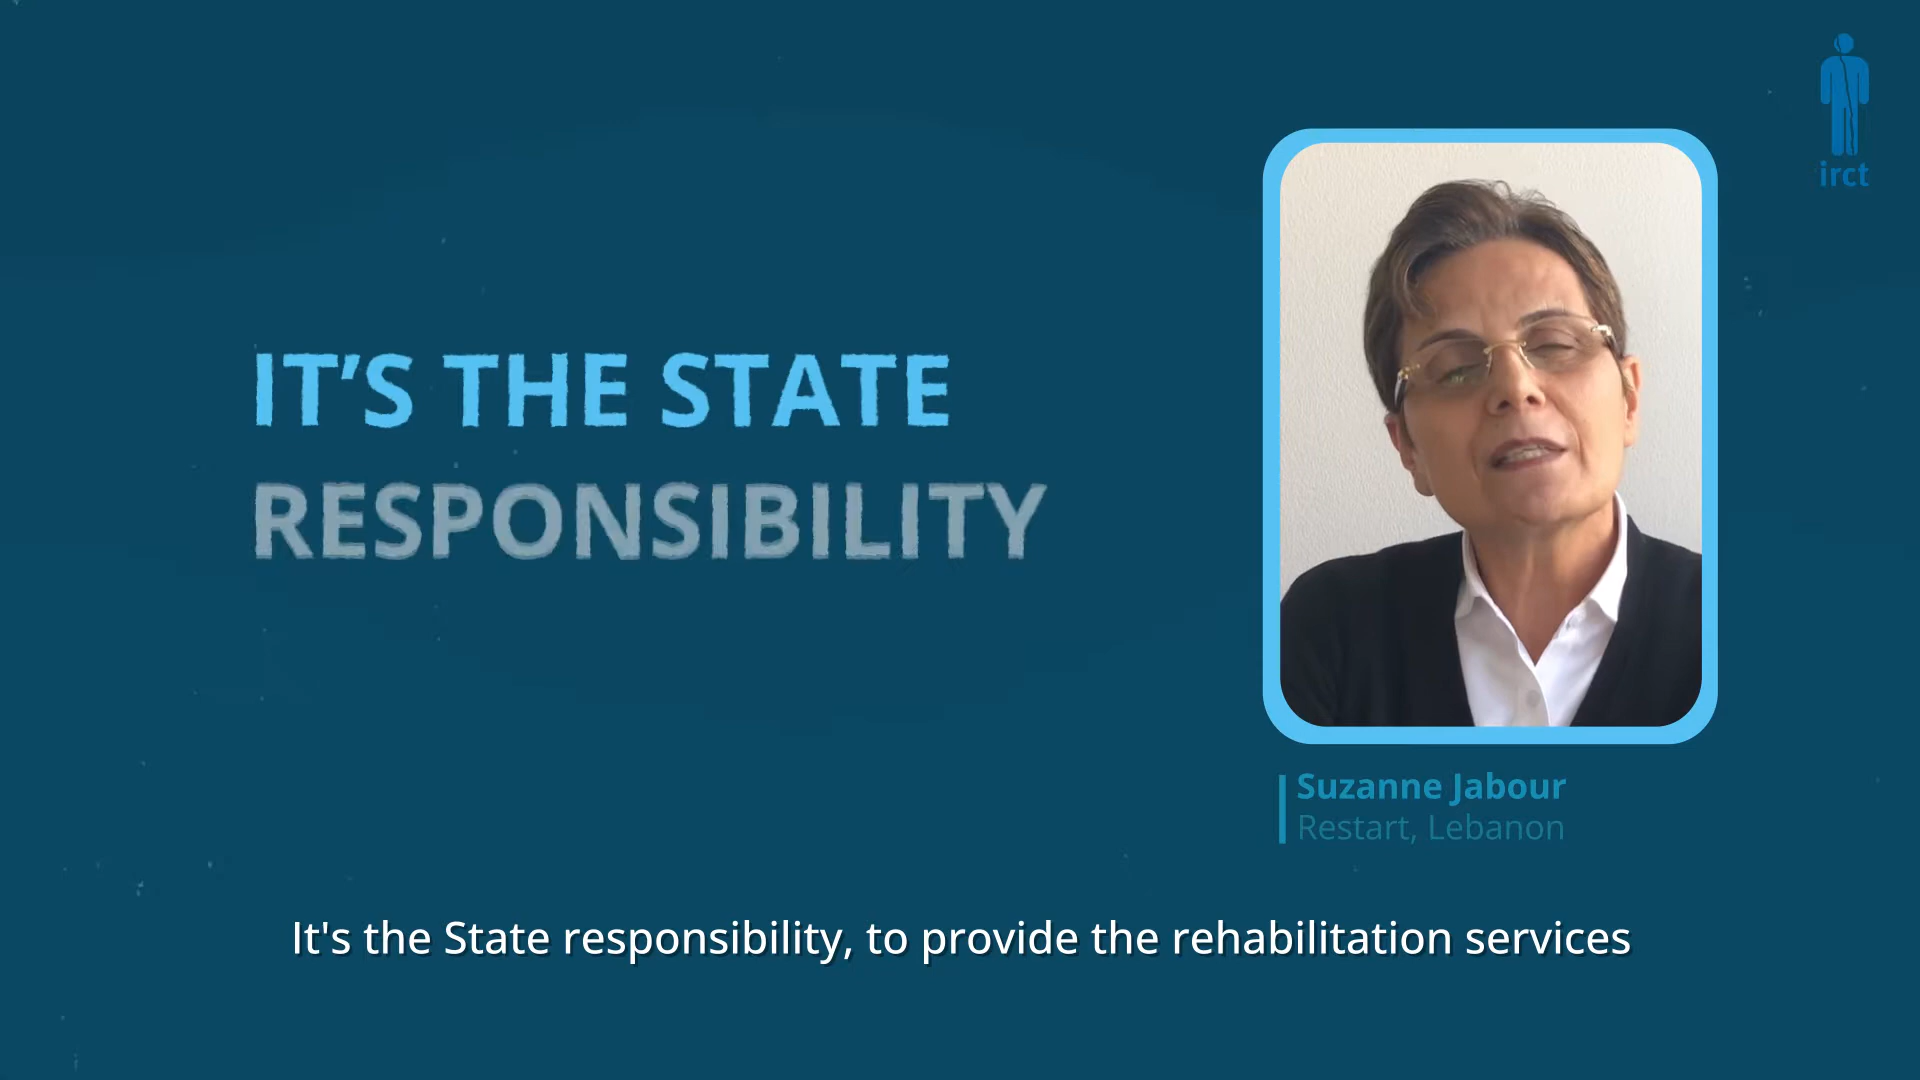 irct
IT'S THE STATE
RESPONSIBILITY
Suzanne Jabour
Restart, Lebanon
It's the State responsibility, to provide the rehabilitation services